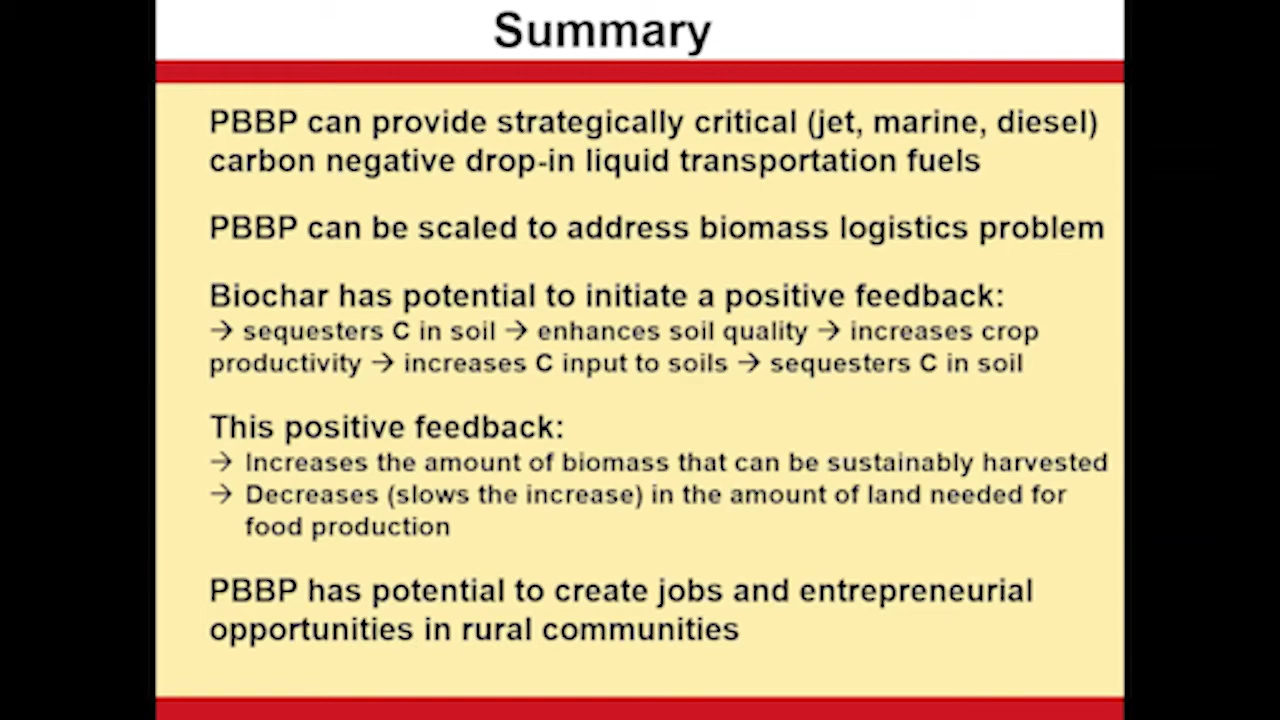 Summary
PBBP can provide strategically critical (jet, marine, diesel)
carbon negative drop-in liquid transportation fuels
PBBP can be scaled to address biomass logistics problem
Biochar has potential to initiate a positive feedback:
→ sequesters C in soil → enhances soil quality → increases crop
productivity → increases C input to soils → sequesters C in soil
This positive feedback:
→ Increases the amount of biomass that can be sustainably harvested
→ Decreases (slows the increase) in the amount of land needed for
food production
PBBP has potential to create jobs and entrepreneurial
opportunities in rural communities